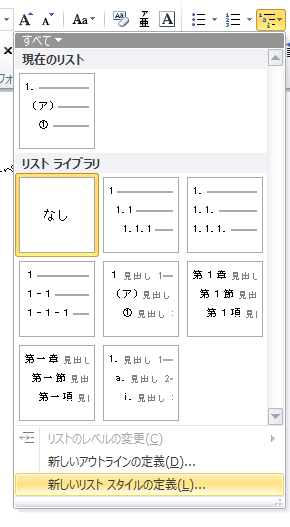 Aa
ア
亜
A
すべて
フォ
現在のリスト
1.
(ア)
①
リスト ライブラリ
なし
1
1.1
1.1.1
1.
1.1.
1.1.1.
1
1-1
1-1-1
1 見出し 1
(ア) 見出し
① 見出し :
第 1 章 見出し
第 1 節 見出
第 1 項 見
第一章 見出し
第一節 見出
第一項 見
1. 見出し 1
a. 見出し 2
i. 見出し :
リストのレベルの変更(C)
新しいアウトラインの定義(D)...
新しいリスト スタイルの定義(L)...